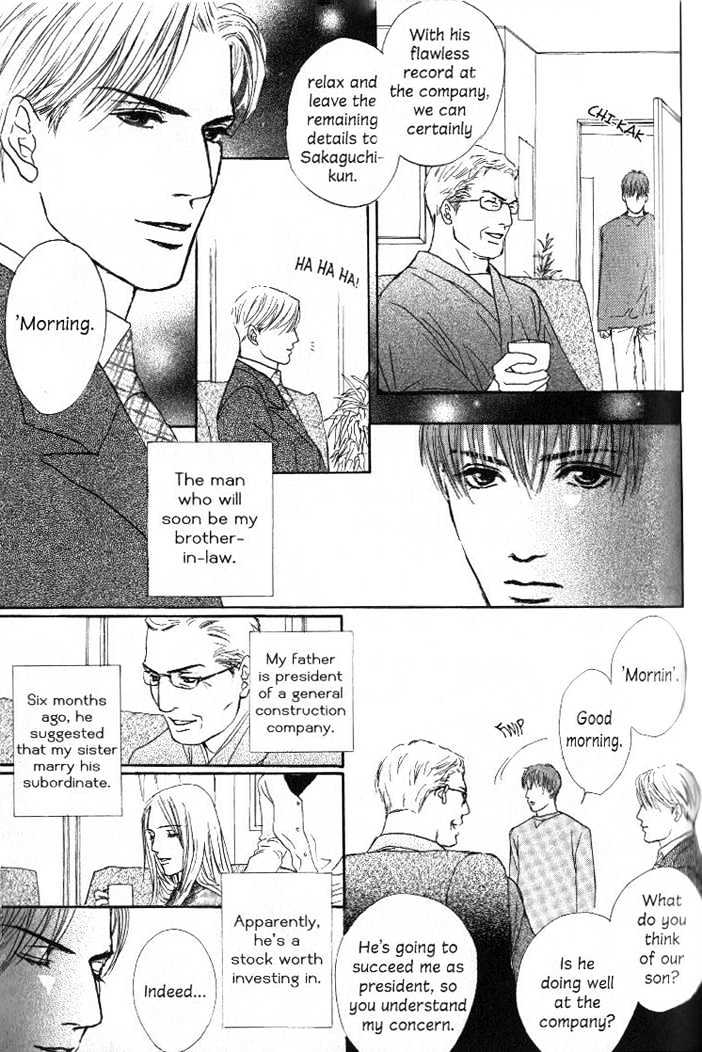 With his
flawless
record at
the company,
we can
certainly
relax and
leave the
remaining
details to
Sakaguchi-
kun.
CHI-KAK
HA HA HA!
'Morning.
The man
who will
soon be my
brother-
in-law.
My father
is president
of a general
construction
company.
Six months
ago, he
suggested
that my sister
marry his
subordinate.
'Mornin'.
Good
morning.
FWIP
What
do you
think
of our
son?
Is he
doing well
at the
company?
He's going to
succeed me as
president, so
you understand
my concern.
Apparently,
he's a
stock worth
investing in.
Indeed...